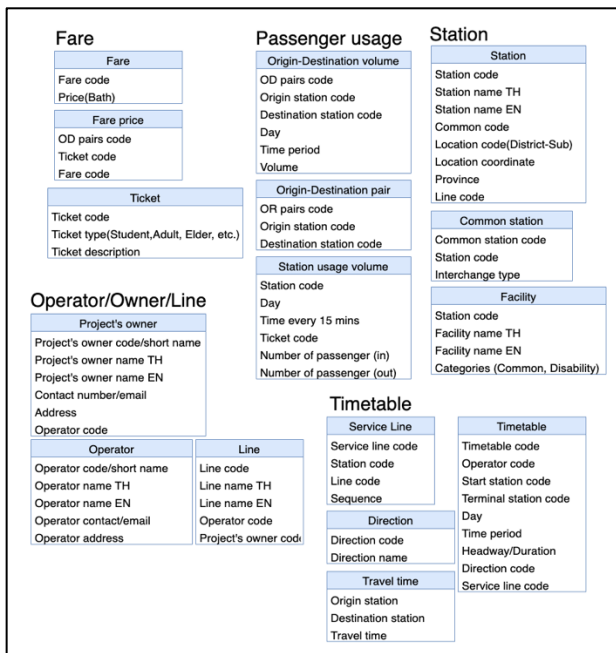 Fare
Fare
Fare code
Price(Bath)
Fare price
OD pairs code
Ticket code
Fare code
Ticket
Ticket code
Ticket type(Student,Adult, Elder, etc.)
Ticket description
Passenger usage
Origin-Destination volume
OD pairs code
Origin station code
Destination station code
Day
Time period
Volume
Origin-Destination pair
OR pairs code
Origin station code
Destination station code
Station usage volume
Station code
Day
Time every 15 mins
Ticket code
Number of passenger (in)
Number of passenger (out)
Station
Station
Station code
Station name TH
Station name EN
Common code
Location code(District-Sub)
Location coordinate
Province
Line code
Common station
Common station code
Station code
Interchange type
Facility
Station code
Facility name TH
Facility name EN
Categories (Common, Disability)
Operator/Owner/Line
Project's owner
Project's owner code/short name
Project's owner name TH
Project's owner name EN
Contact number/email
Address
Operator code
Operator
Operator code/short name
Operator name TH
Operator name EN
Operator contact/email
Operator address
Line
Line code
Line name TH
Line name EN
Operator code
Project's owner code
Timetable
Service Line
Service line code
Station code
Line code
Sequence
Direction
Direction code
Direction name
Travel time
Origin station
Destination station
Travel time
Timetable
Timetable code
Operator code
Start station code
Terminal station code
Day
Time period
Headway/Duration
Direction code
Service line code